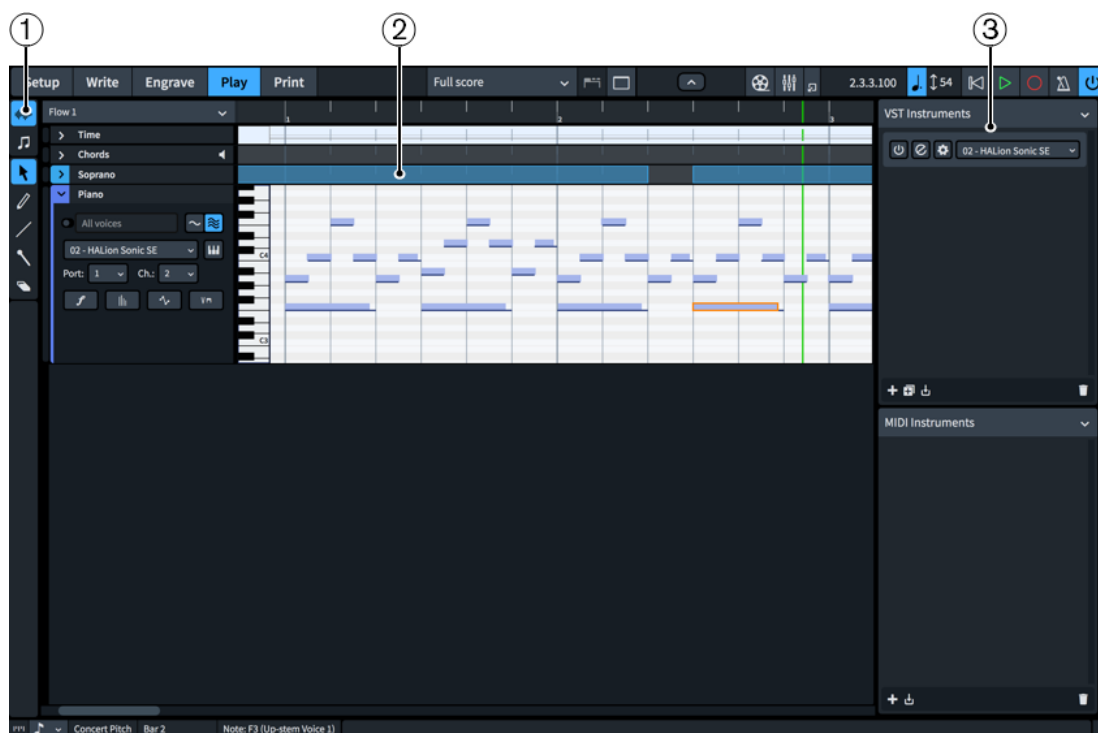 1 2 3
Setup Write Engrave Play Print Full score 2.3.3.100 54
Flow 1
1 2 3
VST Instruments
Time
Chords
02 - HALion Sonic SE
Soprano
Piano
All voices
02 - HALion Sonic SE
C4
Port: 1 Ch.: 2
C3
MIDI Instruments
Concert Pitch Bar 2 Note: F3 (Up-stem Voice 1)